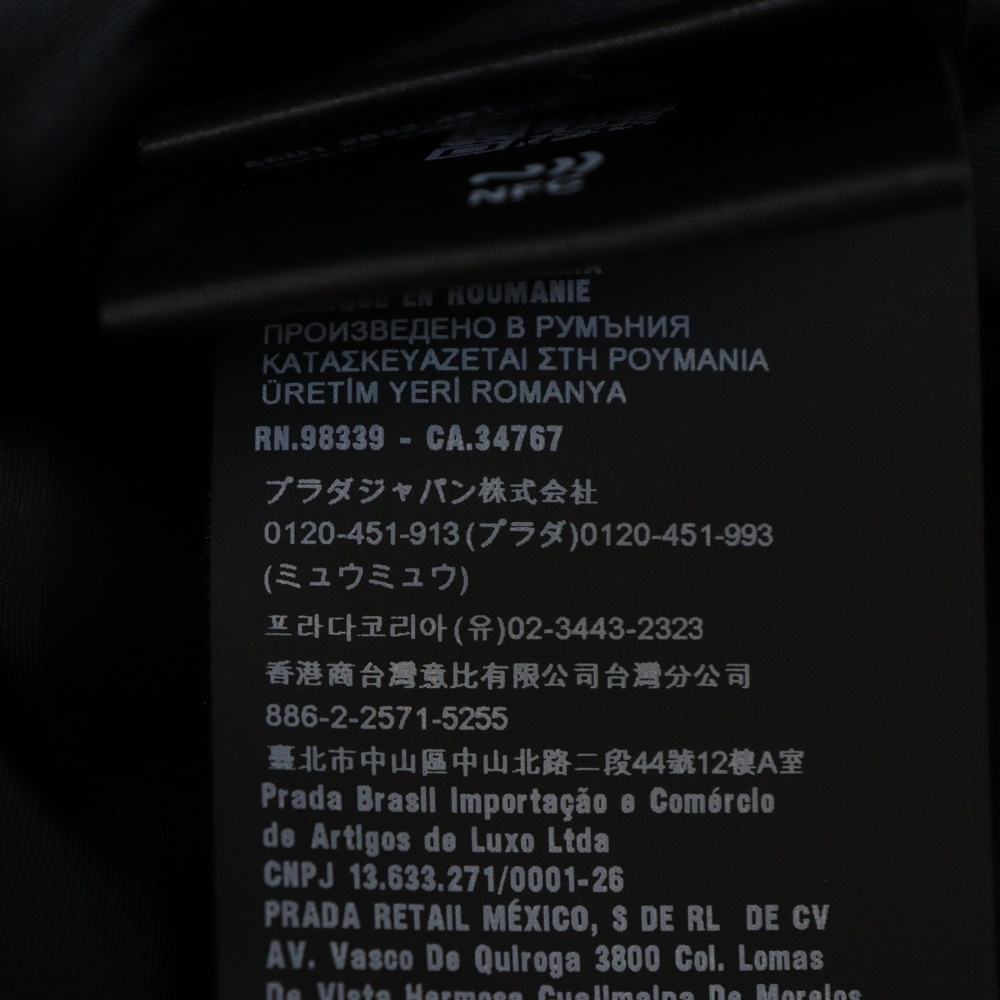 NFC
EN ROUMANIE
ПРОИЗВЕДЕНО В РУМЪНИЯ
ΚΑΤΑΣΚΕΥΑΖΕΤΑΙ ΣΤΗ ΡΟΥΜΑΝΙΑ
ÜRETİM YERİ ROMANYA
RN.98339 - CA.34767
プラダジャパン株式会社
0120-451-913(プラダ)0120-451-993
(ミュウミュウ)
프라다코리아(유)02-3443-2323
香港商台灣意比有限公司台灣分公司
886-2-2571-5255
臺北市中山區中山北路二段44號12樓A室
Prada Brasil Importação e Comércio
de Artigos de Luxo Ltda
CNPJ 13.633.271/0001-26
PRADA RETAIL MÉXICO, S DE RL DE CV
AV. Vasco De Quiroga 3800 Col. Lomas
De Vista Hermosa Cuajimalpa De Morelos